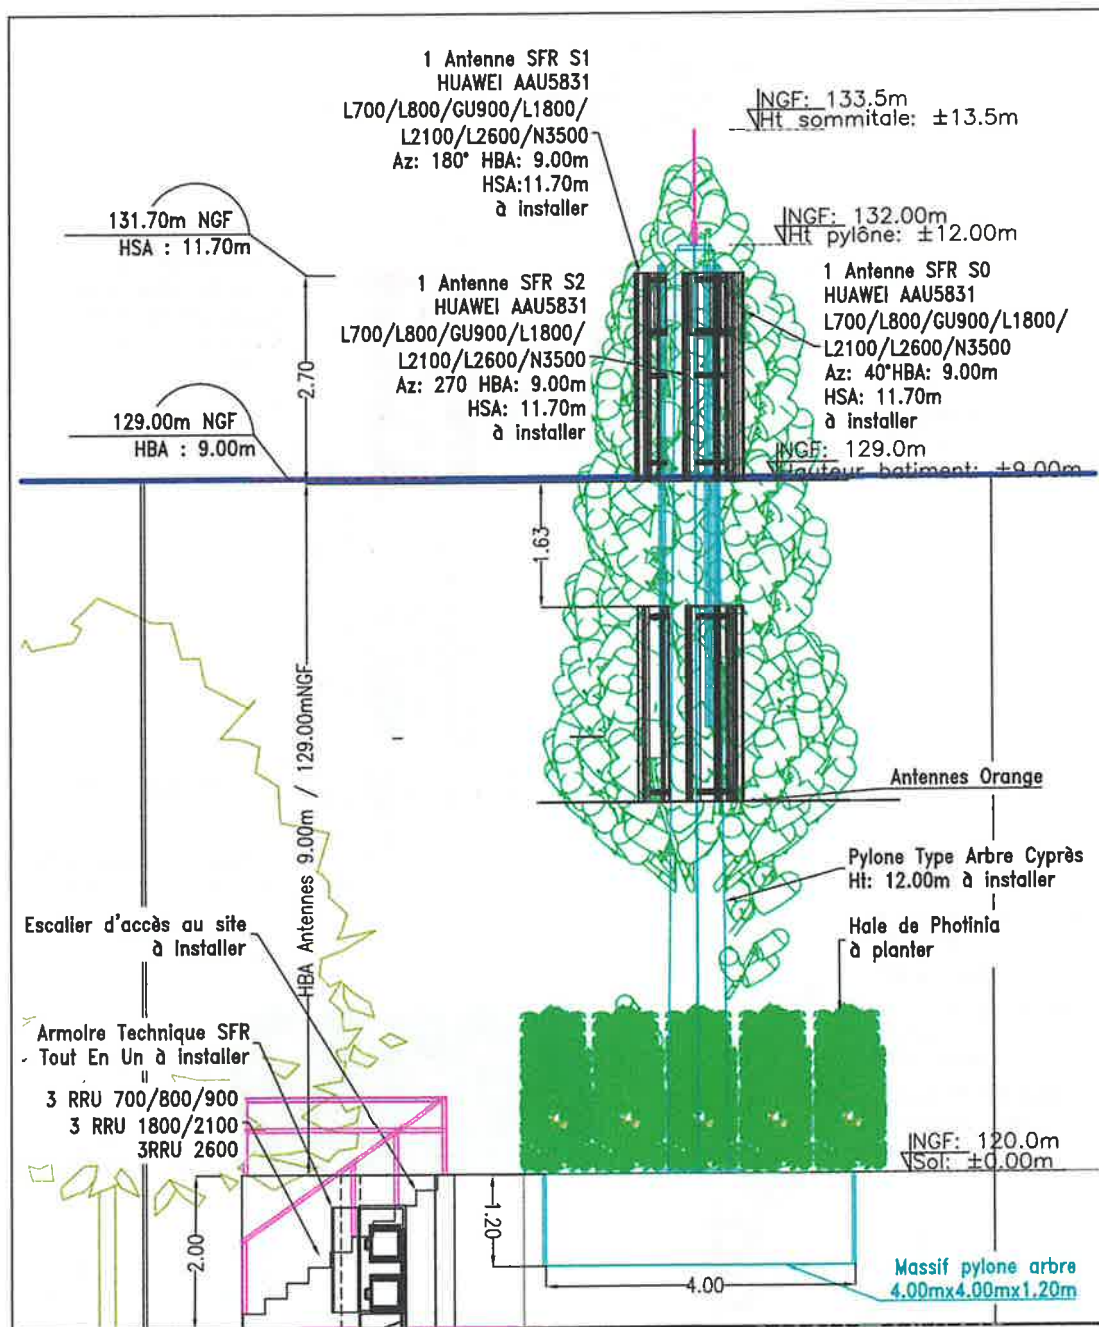 1 Antenne SFR S1
HUAWEI AAU5831
L700/L800/GU900/L1800/
L2100/L2600/N3500
Az: 180° HBA: 9.00m
HSA:11.70m
à installer
NGF: 133.5m
Ht sommitale: ±13.5m
131.70m NGF
HSA : 11.70m
NGF: 132.00m
Ht pylône: ±12.00m
1 Antenne SFR S2
HUAWEI AAU5831
L700/L800/GU900/L1800/
L2100/L2600/N3500
Az: 270 HBA: 9.00m
HSA: 11.70m
à installer
1 Antenne SFR S0
HUAWEI AAU5831
L700/L800/GU900/L1800/
L2100/L2600/N3500
Az: 40°HBA: 9.00m
HSA: 11.70m
à installer
2.70
129.00m NGF
HBA : 9.00m
NGF: 129.0m
Hauteur batiment: ±9.00m
1.63
HBA Antennes 9.00m / 129.00mNGF
Antennes Orange
Pylone Type Arbre Cyprès
Ht: 12.00m à installer
Haie de Photinia
à planter
Escalier d'accès au site
à installer
Armoire Technique SFR
Tout En Un à installer
3 RRU 700/800/900
3 RRU 1800/2100
3RRU 2600
NGF: 120.0m
Sol: ±0.00m
2.00
1.20
4.00
Massif pylone arbre
4.00mx4.00mx1.20m